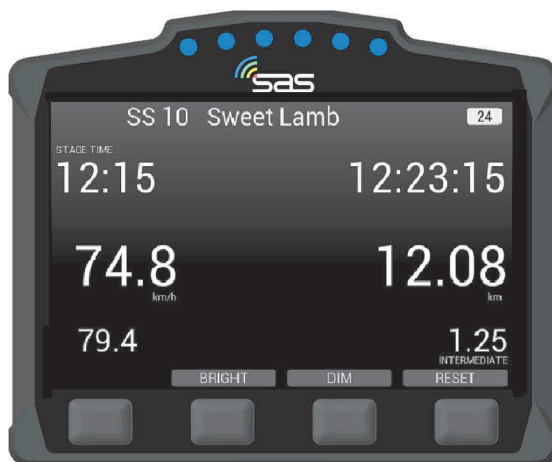 sas
SS 10 Sweet Lamb 24
STAGE TIME
12:15 12:23:15
74.8 12.08
km/h km
79.4 1.25
INTERMEDIATE
BRIGHT DIM RESET